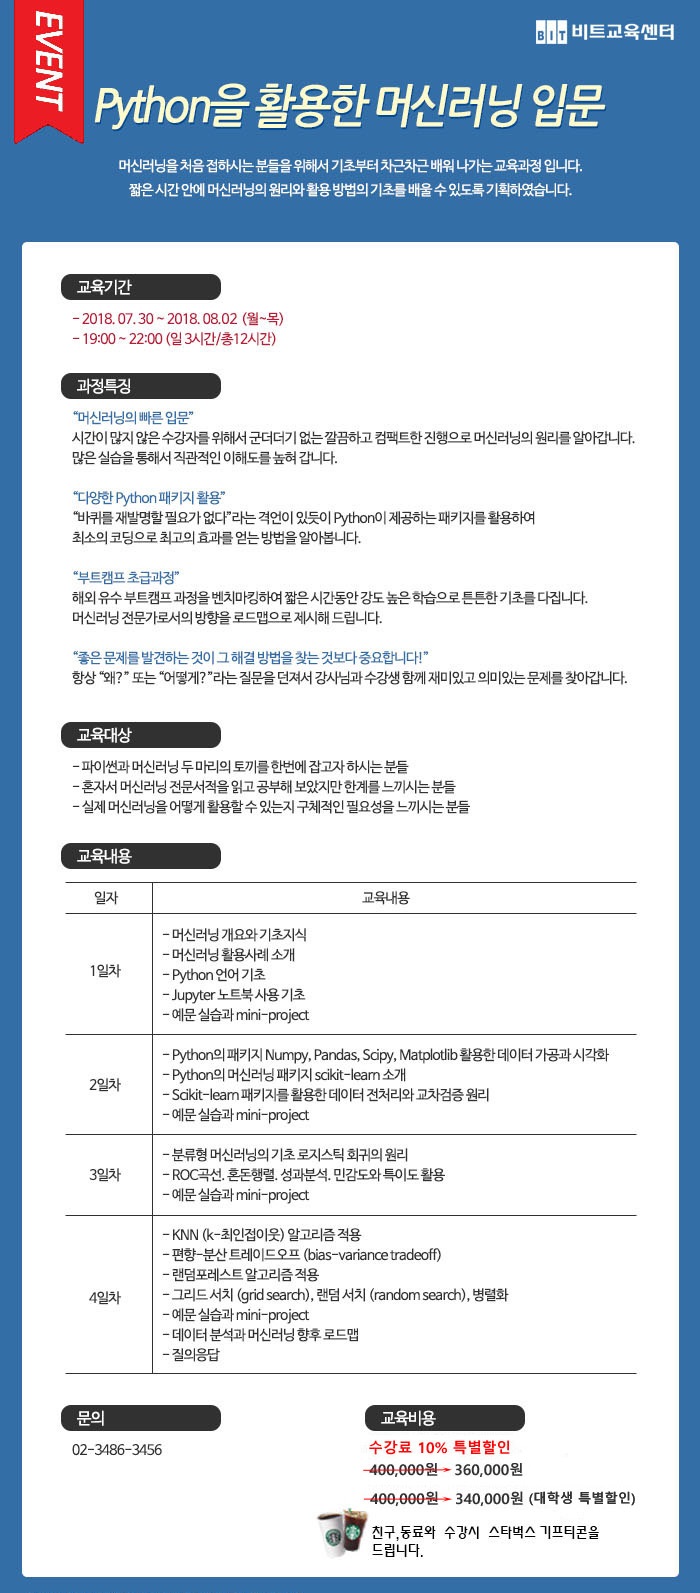 EVENT
BIT 비트교육센터
Python을 활용한 머신러닝 입문
머신러닝을 처음 접하시는 분들을 위해서 기초부터 차근차근 배워 나가는 교육과정 입니다.
짧은 시간 안에 머신러닝의 원리와 활용 방법의 기초를 배울 수 있도록 기획하였습니다.
교육기간
- 2018. 07. 30 ~ 2018. 08.02 (월~목)
- 19:00 ~ 22:00 (일 3시간/총12시간)
과정특징
“머신러닝의 빠른 입문”
시간이 많지 않은 수강자를 위해서 군더더기 없는 깔끔하고 컴팩트한 진행으로 머신러닝의 원리를 알아갑니다.
많은 실습을 통해서 직관적인 이해도를 높혀 갑니다.
“다양한 Python 패키지 활용”
“바퀴를 재발명할 필요가 없다”라는 격언이 있듯이 Python이 제공하는 패키지를 활용하여
최소의 코딩으로 최고의 효과를 얻는 방법을 알아봅니다.
“부트캠프 초급과정”
해외 유수 부트캠프 과정을 벤치마킹하여 짧은 시간동안 강도 높은 학습으로 튼튼한 기초를 다집니다.
머신러닝 전문가로서의 방향을 로드맵으로 제시해 드립니다.
“좋은 문제를 발견하는 것이 그 해결 방법을 찾는 것보다 중요합니다!”
항상 “왜?” 또는 “어떻게?”라는 질문을 던져서 강사님과 수강생 함께 재미있고 의미있는 문제를 찾아갑니다.
교육대상
- 파이썬과 머신러닝 두 마리의 토끼를 한번에 잡고자 하시는 분들
- 혼자서 머신러닝 전문서적을 읽고 공부해 보았지만 한계를 느끼시는 분들
- 실제 머신러닝을 어떻게 활용할 수 있는지 구체적인 필요성을 느끼시는 분들
교육내용
일자 교육내용
1일차
- 머신러닝 개요와 기초지식
- 머신러닝 활용사례 소개
- Python 언어 기초
- Jupyter 노트북 사용 기초
- 예문 실습과 mini-project
2일차
- Python의 패키지 Numpy, Pandas, Scipy, Matplotlib 활용한 데이터 가공과 시각화
- Python의 머신러닝 패키지 scikit-learn 소개
- Scikit-learn 패키지를 활용한 데이터 전처리와 교차검증 원리
- 예문 실습과 mini-project
3일차
- 분류형 머신러닝의 기초 로지스틱 회귀의 원리
- ROC곡선. 혼돈행렬. 성과분석. 민감도와 특이도 활용
- 예문 실습과 mini-project
4일차
- KNN (k-최인접이웃) 알고리즘 적용
- 편향-분산 트레이드오프 (bias-variance tradeoff)
- 랜덤포레스트 알고리즘 적용
- 그리드 서치 (grid search), 랜덤 서치 (random search), 병렬화
- 예문 실습과 mini-project
- 데이터 분석과 머신러닝 향후 로드맵
- 질의응답
문의
02-3486-3456
교육비용
수강료 10% 특별할인
400,000원 → 360,000원
400,000원 → 340,000원 (대학생 특별할인)
친구,동료와 수강시 스타벅스 기프티콘을
드립니다.